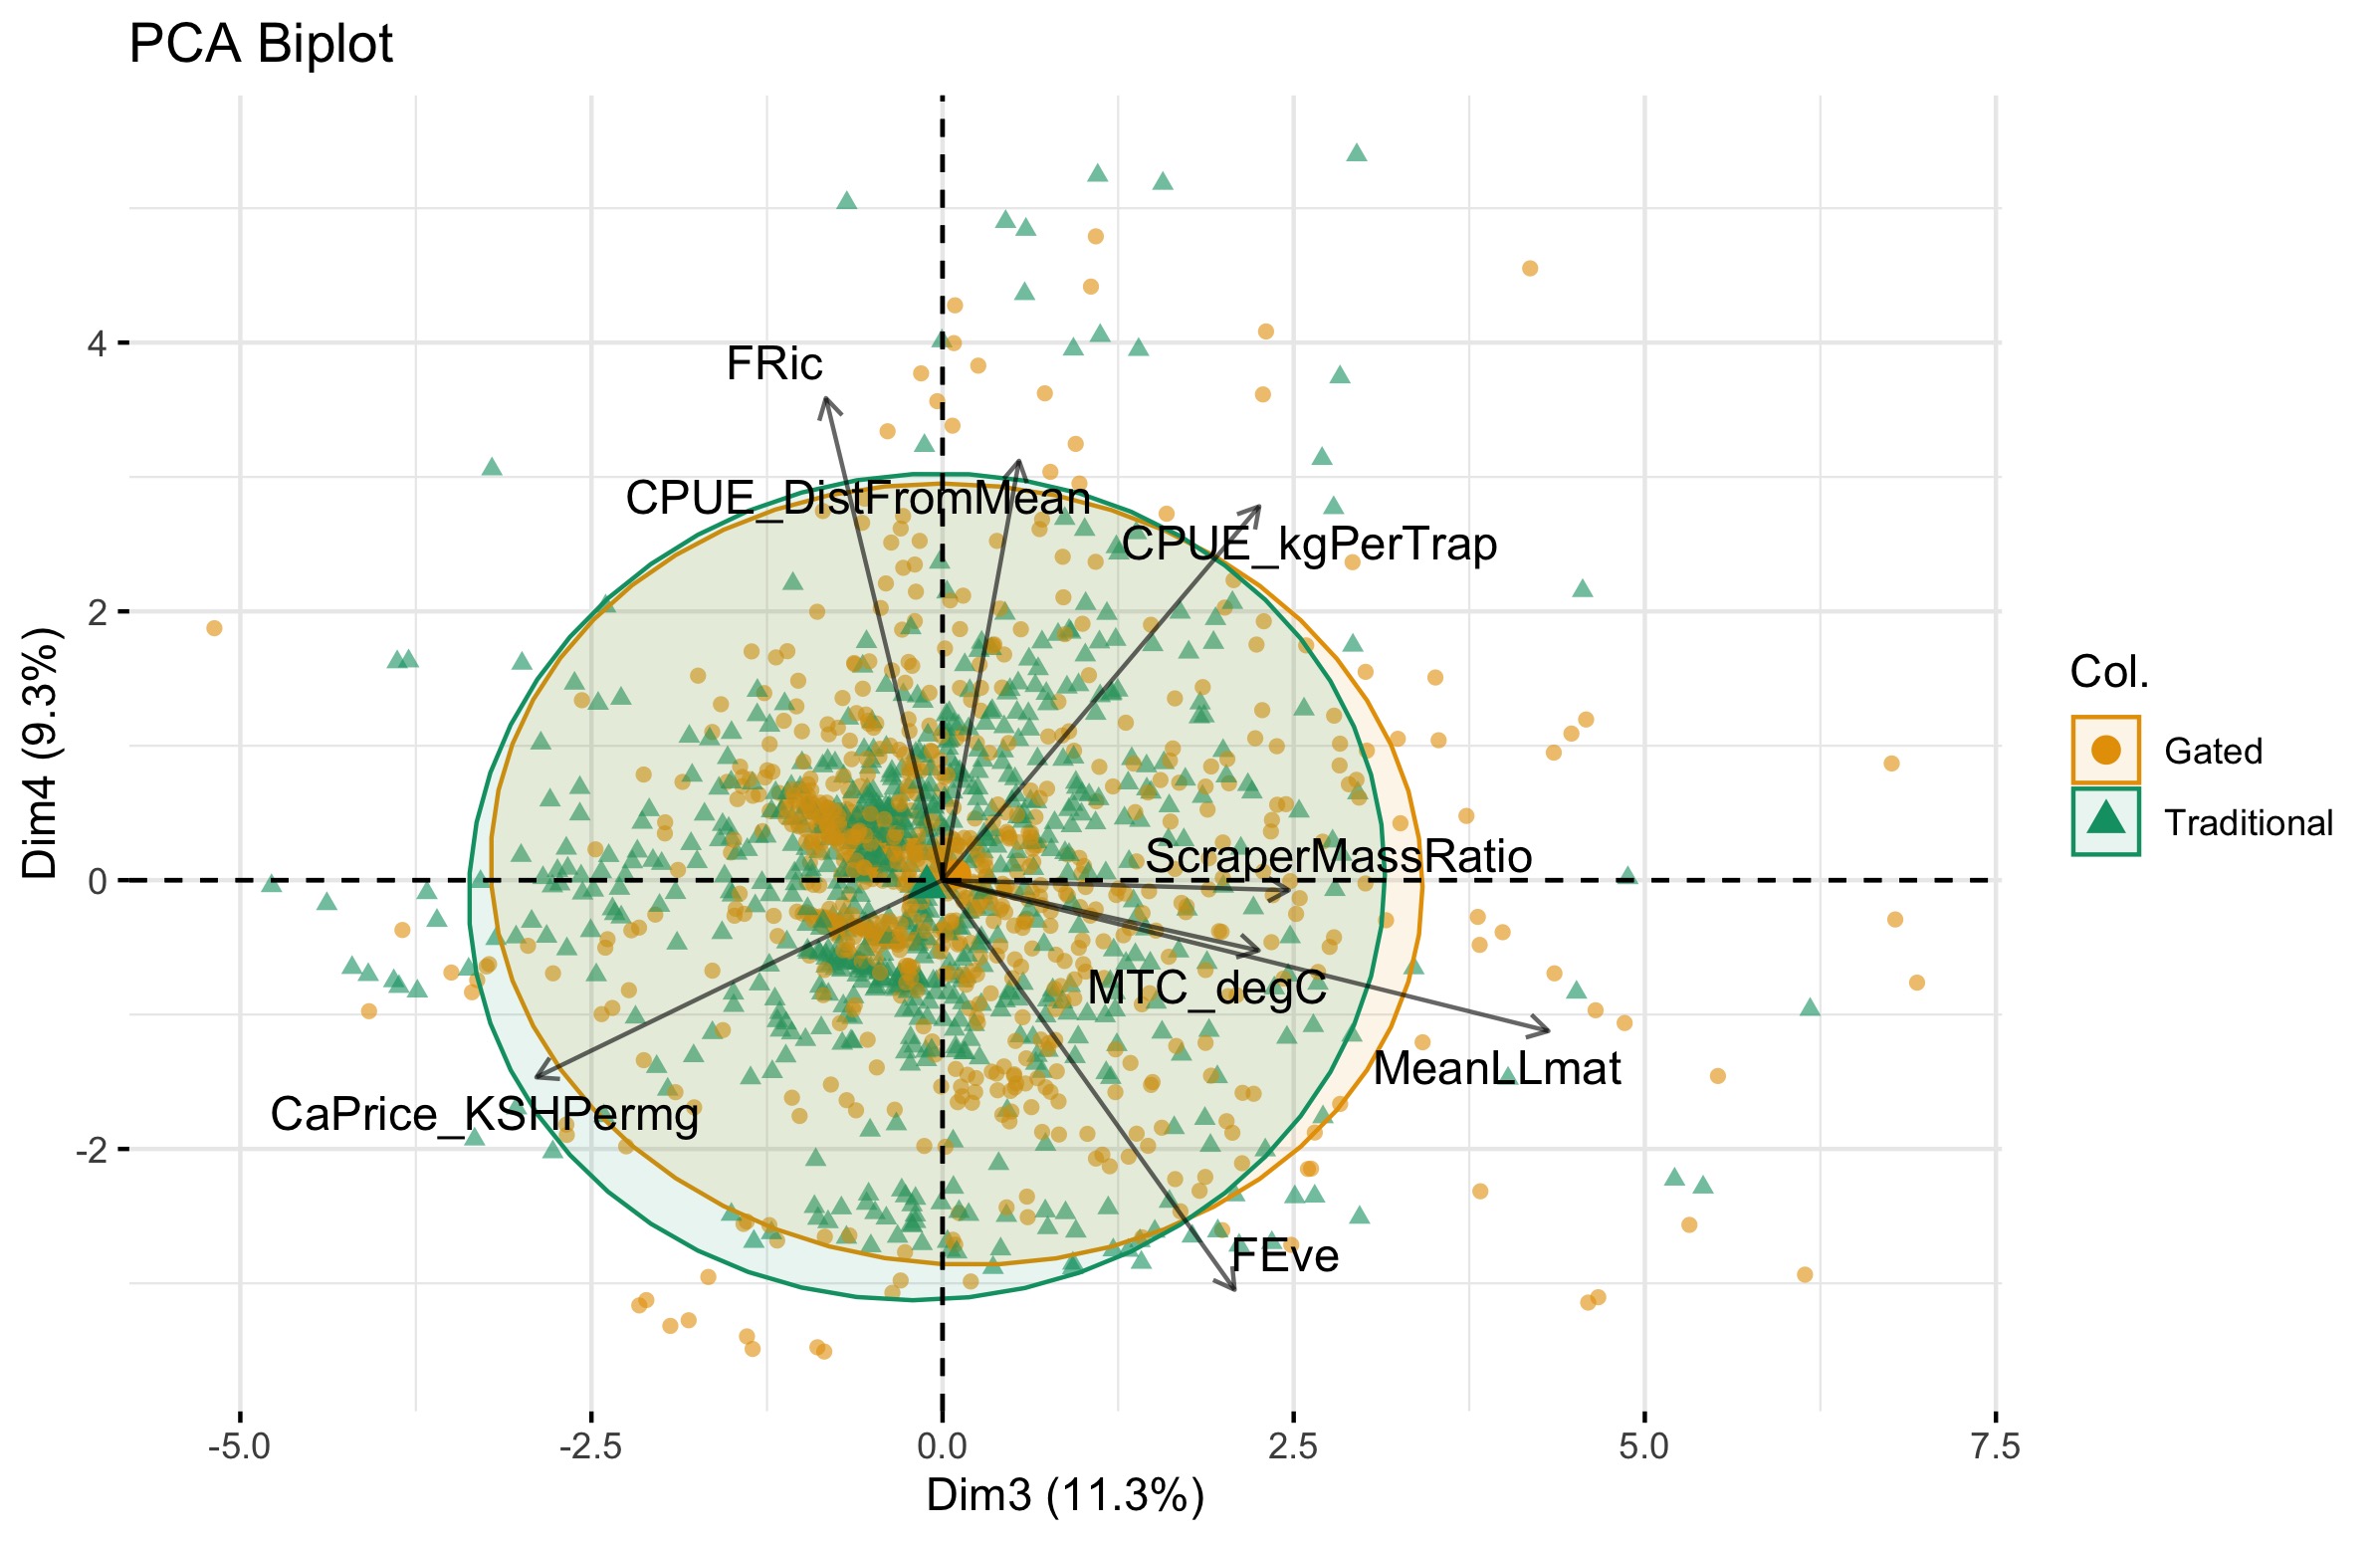 PCA Biplot
FRic
CPUE_DistFromMean
CPUE_kgPerTrap
ScraperMassRatio
MTC_degC
MeanLLmat
CaPrice_KSHPermg
FEve
4
2
0
-2
Dim4 (9.3%)
-5.0
-2.5
0.0
2.5
5.0
7.5
Dim3 (11.3%)
Col.
Gated
Traditional